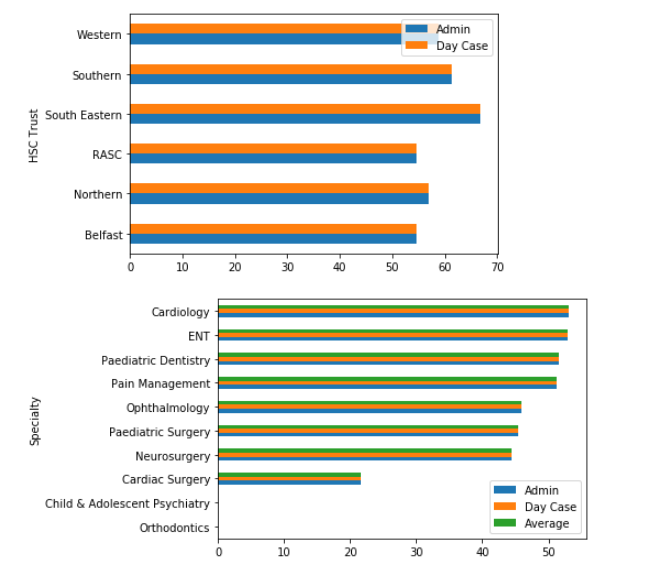 Western
Southern
South Eastern
RASC
Northern
Belfast
HSC Trust
0 10 20 30 40 50 60 70
Admin
Day Case
Cardiology
ENT
Paediatric Dentistry
Pain Management
Ophthalmology
Paediatric Surgery
Neurosurgery
Cardiac Surgery
Child & Adolescent Psychiatry
Orthodontics
Specialty
0 10 20 30 40 50
Admin
Day Case
Average